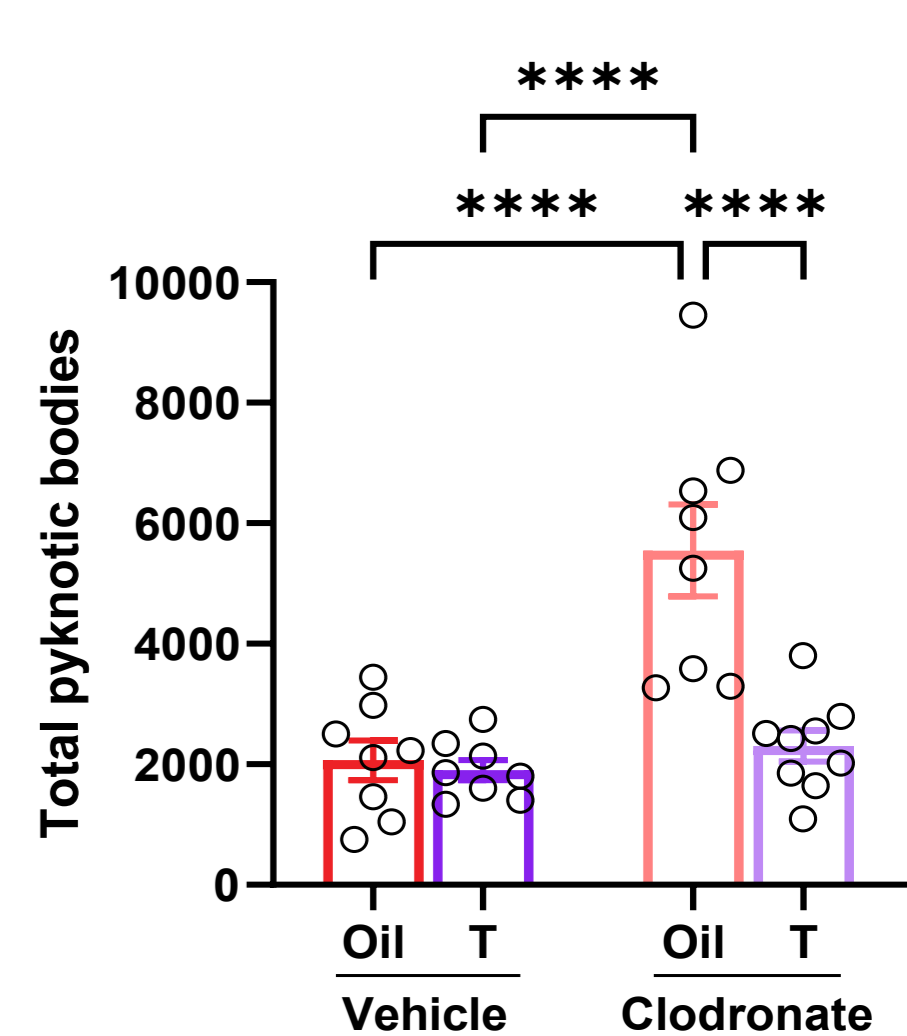 ****
**** ****
10000
8000
6000
4000
2000
0
Total pyknotic bodies
Oil T Oil T
Vehicle Clodronate